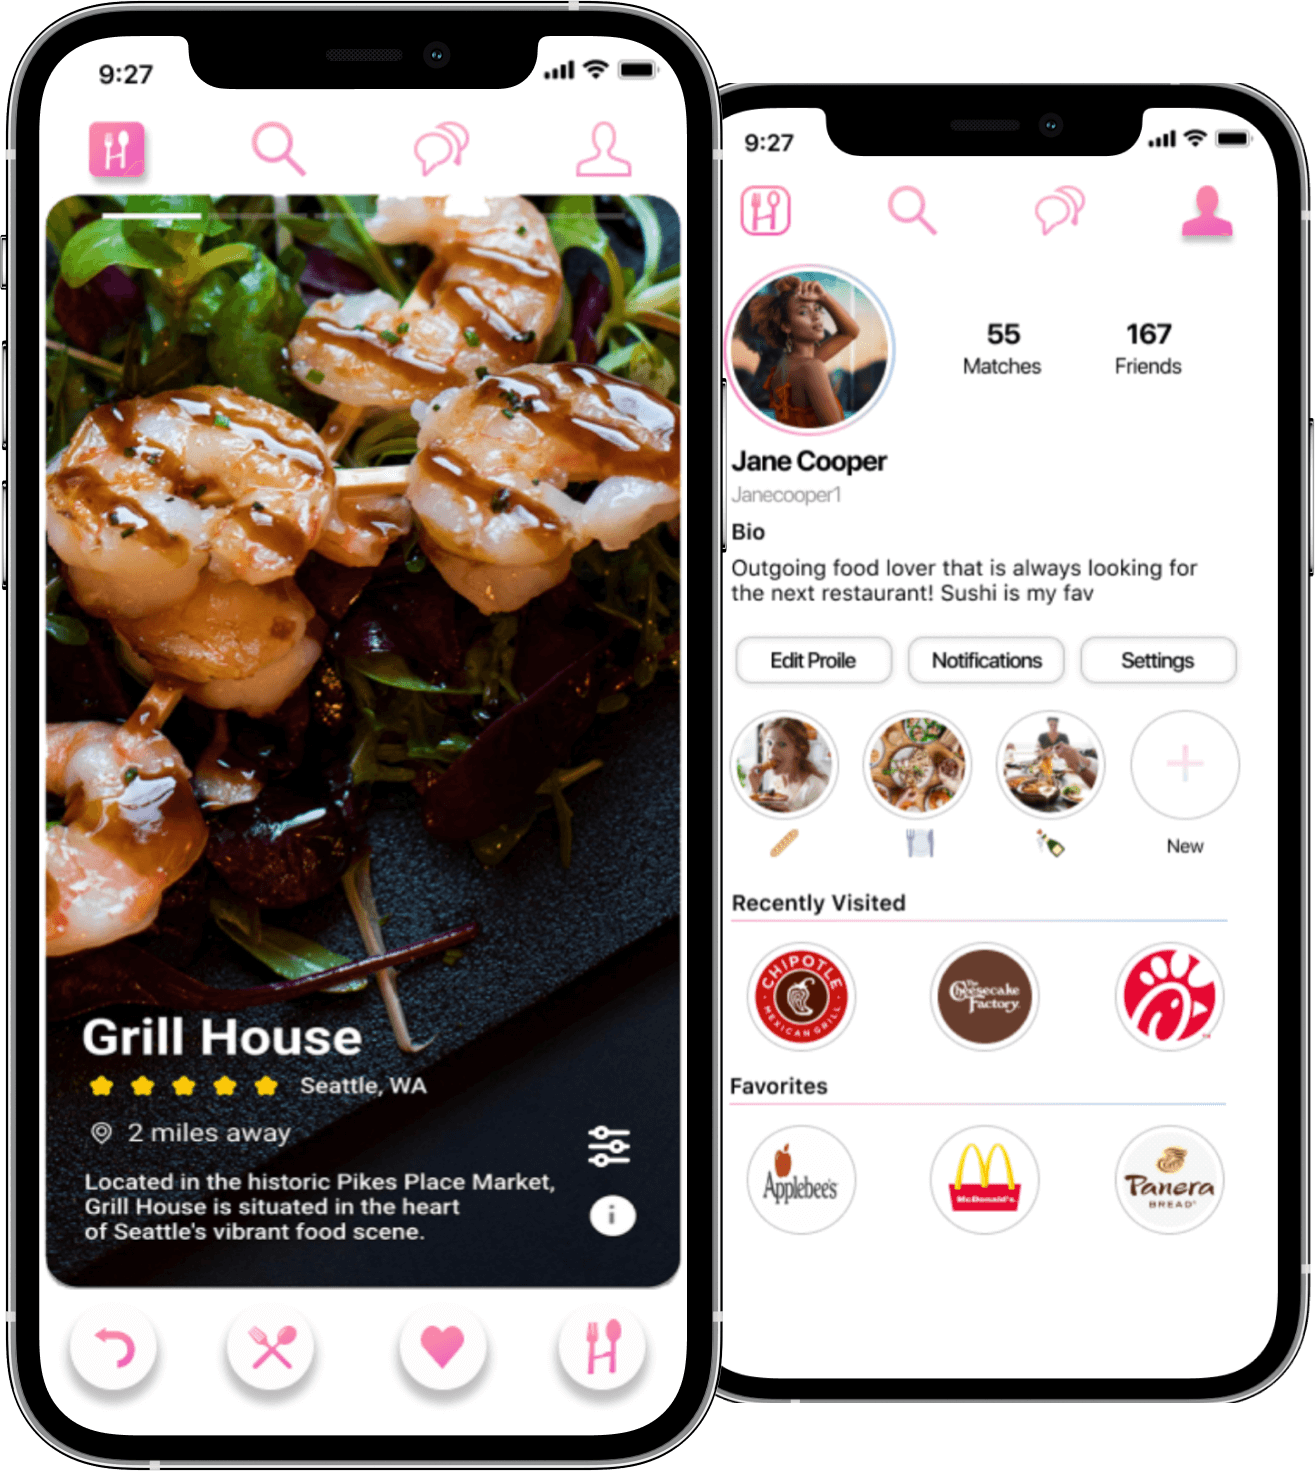 9:27
Grill House
Seattle, WA
2 miles away
Located in the historic Pikes Place Market,
Grill House is situated in the heart
of Seattle's vibrant food scene.
i
9:27
55
Matches
167
Friends
Jane Cooper
Janecooper1
Bio
Outgoing food lover that is always looking for
the next restaurant! Sushi is my fav
Edit Proile
Notifications
Settings
New
Recently Visited
CHIPOTLE
MEXICAN GRILL
The
Cheesecake
Factory
Favorites
Applebee's
McDonald's
Panera
BREAD